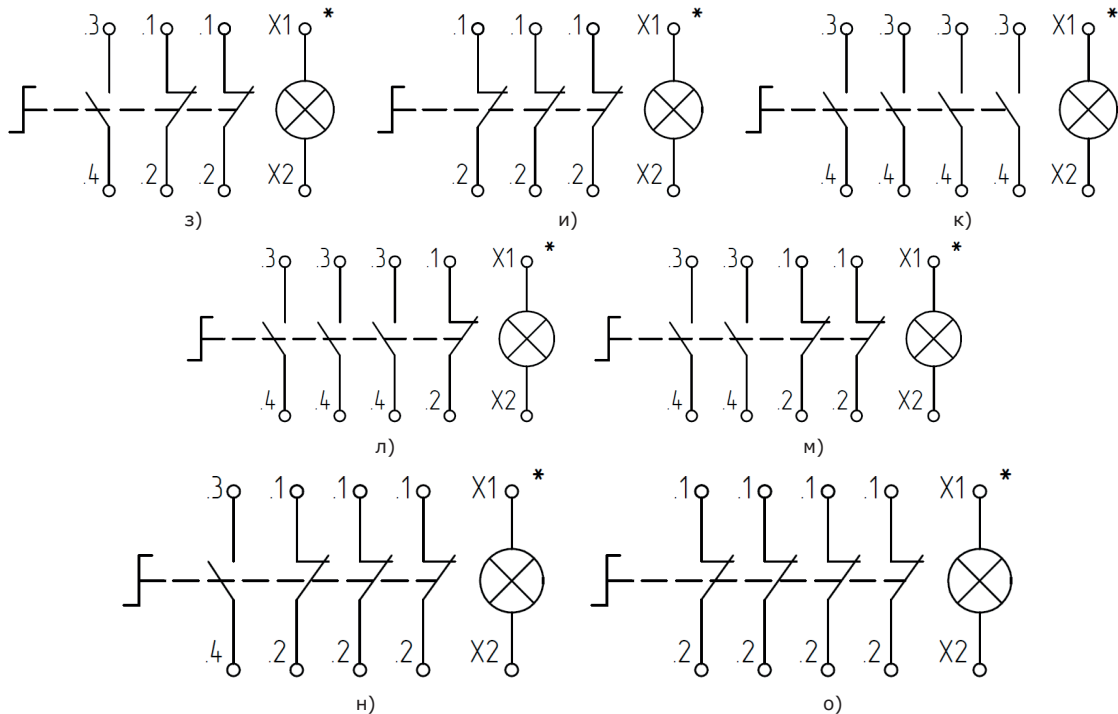 .3 .1 .1 X1 * .1 .1 .1 X1 * .3 .3 .3 .3 X1 *
.4 .2 .2 X2 .2 .2 .2 X2 .4 .4 .4 .4 X2
з) и) к)
.3 .3 .3 .1 X1 * .3 .3 .1 .1 X1 *
.4 .4 .4 .2 X2 .4 .4 .2 .2 X2
л) м)
.3 .1 .1 .1 X1 * .1 .1 .1 .1 X1 *
.4 .2 .2 .2 X2 .2 .2 .2 .2 X2
н) о)